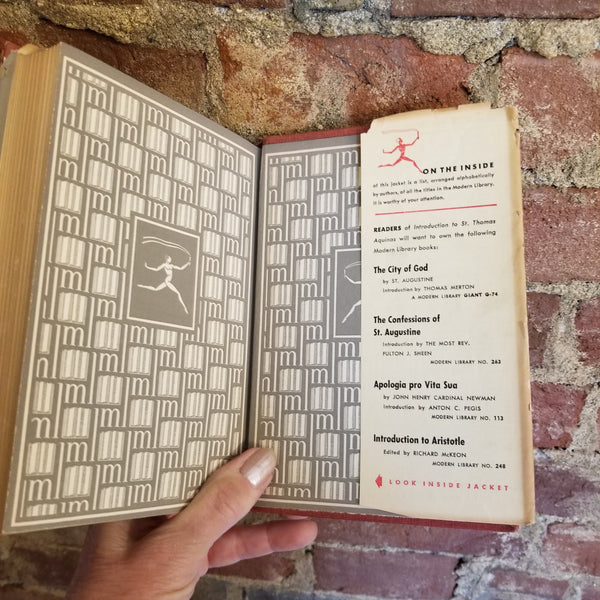 ON THE INSIDE
of this jacket is a list, arranged alphabetically
by authors, of all the titles in the Modern Library.
It is worthy of your attention.
READERS of Introduction to St. Thomas
Aquinas will want to own the following
Modern Library books:
The City of God
by ST. AUGUSTINE
Introduction by THOMAS MERTON
A MODERN LIBRARY GIANT G-74
The Confessions of
St. Augustine
Introduction by THE MOST REV.
FULTON J. SHEEN
MODERN LIBRARY NO. 263
Apologia pro Vita Sua
by JOHN HENRY CARDINAL NEWMAN
Introduction by ANTON C. PEGIS
MODERN LIBRARY NO. 113
Introduction to Aristotle
Edited by RICHARD McKEON
MODERN LIBRARY NO. 248
LOOK INSIDE JACKET